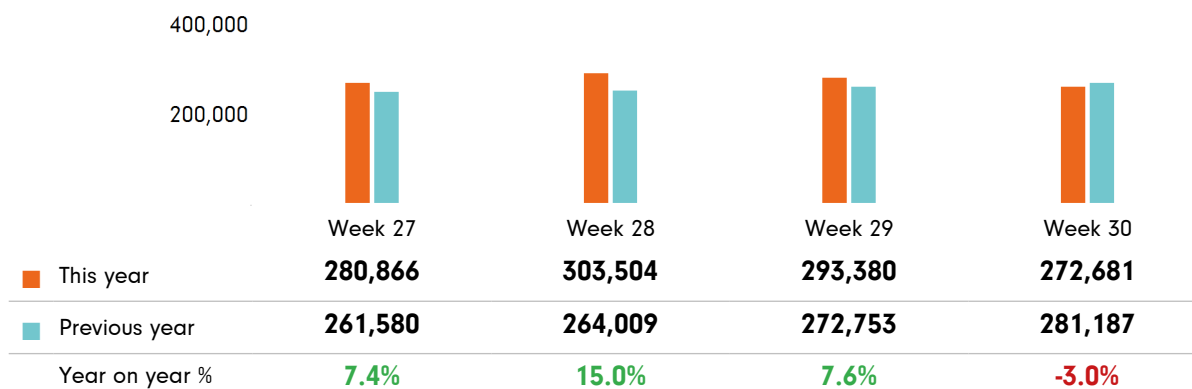 400,000
200,000
Week 27 Week 28 Week 29 Week 30
This year 280,866 303,504 293,380 272,681
Previous year 261,580 264,009 272,753 281,187
Year on year % 7.4% 15.0% 7.6% -3.0%